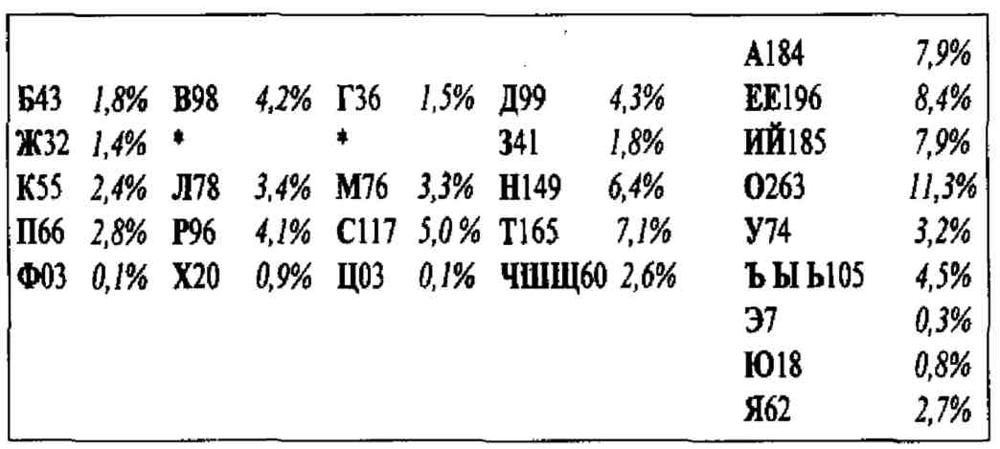 А184 7,9%
Б43 1,8% В98 4,2% Г36 1,5% Д99 4,3% ЕЕ196 8,4%
Ж32 1,4% * * З41 1,8% ИЙ185 7,9%
К55 2,4% Л78 3,4% М76 3,3% Н149 6,4% О263 11,3%
П66 2,8% Р96 4,1% С117 5,0 % Т165 7,1% У74 3,2%
Ф03 0,1% Х20 0,9% Ц03 0,1% ЧШЩ60 2,6% Ъ Ы Ь105 4,5%
Э7 0,3%
Ю18 0,8%
Я62 2,7%